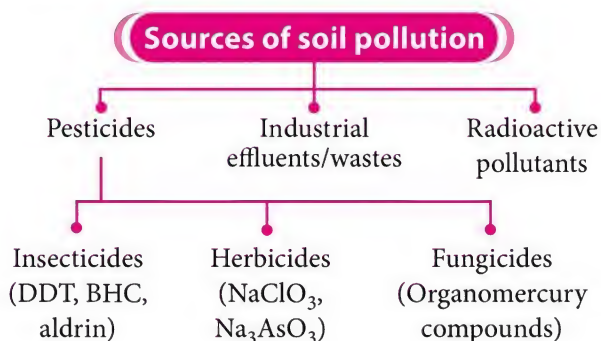 Sources of soil pollution
Pesticides
Industrial
effluents/wastes
Radioactive
pollutants
Insecticides
(DDT, BHC,
aldrin)
Herbicides
(NaClO₃,
Na₃AsO₃)
Fungicides
(Organomercury
compounds)